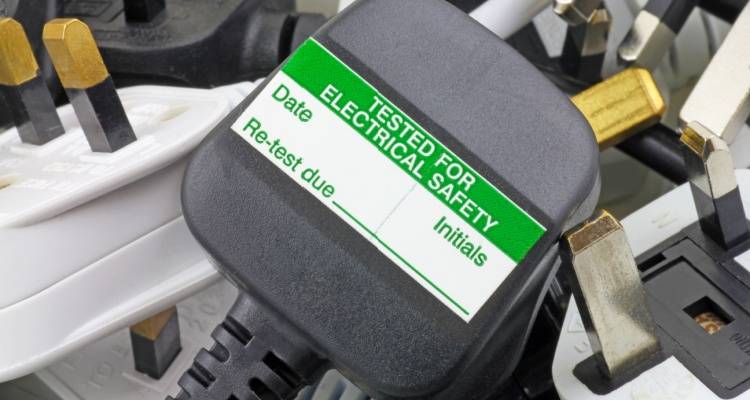 TESTED FOR
ELECTRICAL SAFETY
Date
Initials
Re-test due